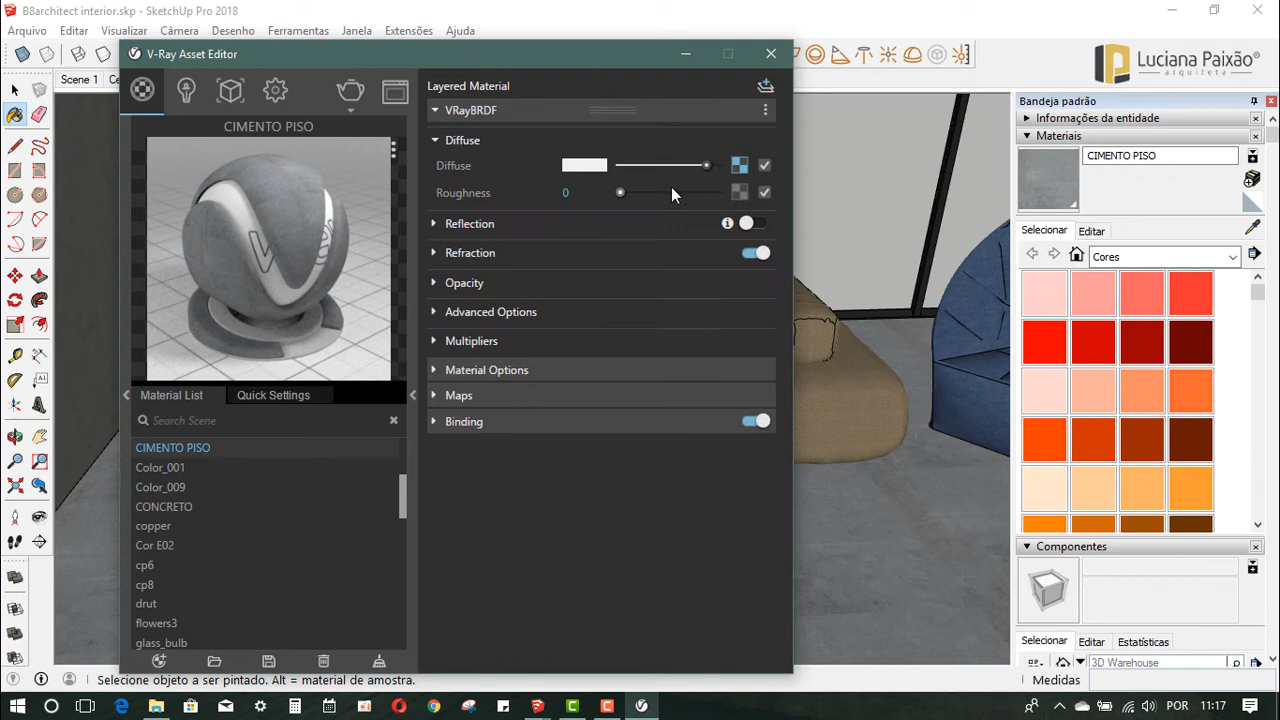 B8architect interior.skp - SketchUp Pro 2018
Arquivo Editar Visualizar Câmera Desenho Ferramentas Janela Extensões Ajuda
V-Ray Asset Editor
Luciana Paixão
arquiteta
Scene 1
Bandeja padrão
Informações da entidade
Materiais
CIMENTO PISO
Selecionar Editar
Cores
Componentes
Selecionar Editar Estatísticas
3D Warehouse
CIMENTO PISO
Material List Quick Settings
Search Scene
CIMENTO PISO
Color_001
Color_009
CONCRETO
copper
Cor E02
cp6
cp8
drut
flowers3
glass_bulb
Layered Material
VRayBRDF
Diffuse
Diffuse
Roughness 0
Reflection
Refraction
Opacity
Advanced Options
Multipliers
Material Options
Maps
Binding
Selecione objeto a ser pintado. Alt = material de amostra.
Medidas
POR 11:17